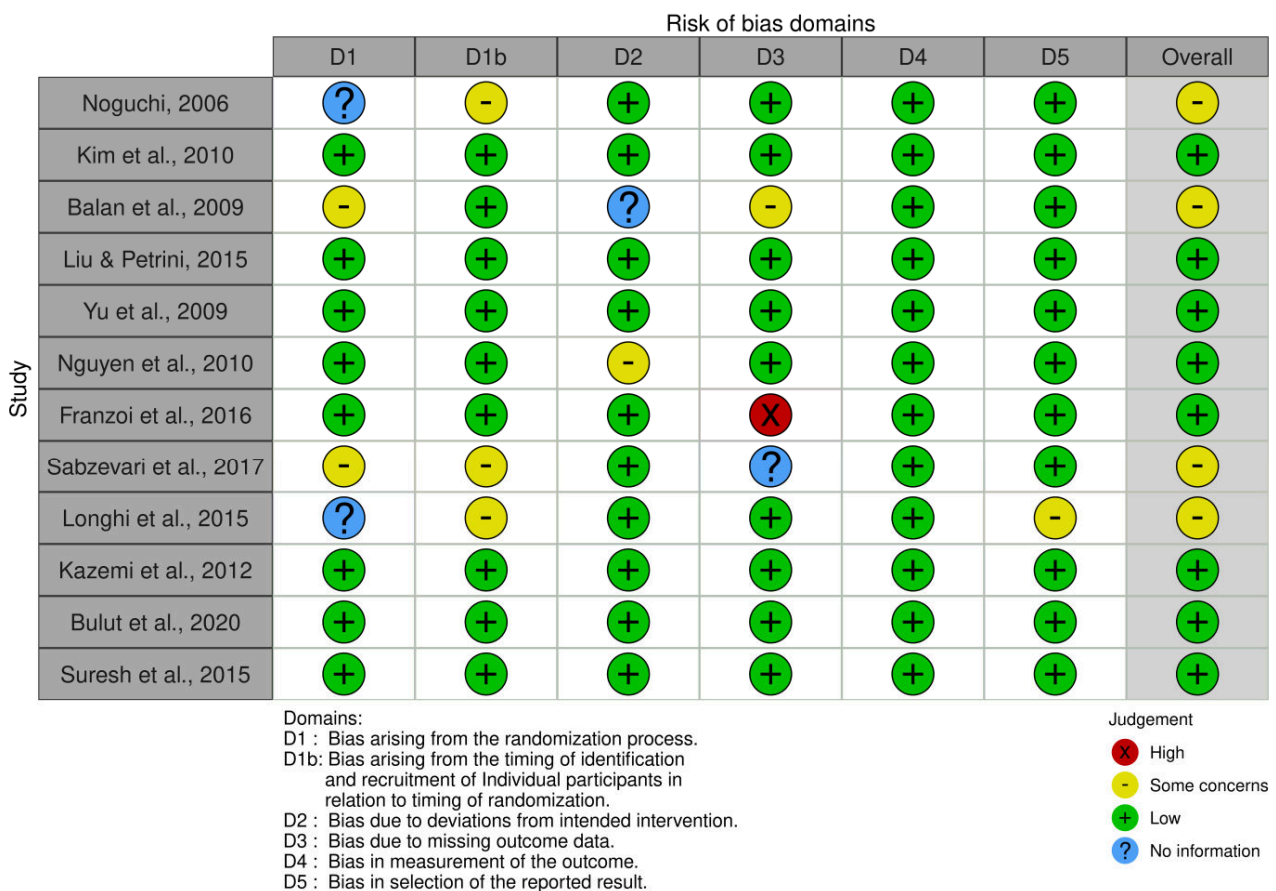 Risk of bias domains
D1 D1b D2 D3 D4 D5 Overall
Study
Noguchi, 2006 ? - + + + + -
Kim et al., 2010 + + + + + + +
Balan et al., 2009 - + ? - + + -
Liu & Petrini, 2015 + + + + + + +
Yu et al., 2009 + + + + + + +
Nguyen et al., 2010 + + - + + + +
Franzoi et al., 2016 + + + X + + +
Sabzevari et al., 2017 - - + ? + + -
Longhi et al., 2015 ? - + + + - -
Kazemi et al., 2012 + + + + + + +
Bulut et al., 2020 + + + + + + +
Suresh et al., 2015 + + + + + + +
Domains:
D1 : Bias arising from the randomization process.
D1b: Bias arising from the timing of identification
and recruitment of Individual participants in
relation to timing of randomization.
D2 : Bias due to deviations from intended intervention.
D3 : Bias due to missing outcome data.
D4 : Bias in measurement of the outcome.
D5 : Bias in selection of the reported result.
Judgement
X High
- Some concerns
+ Low
? No information